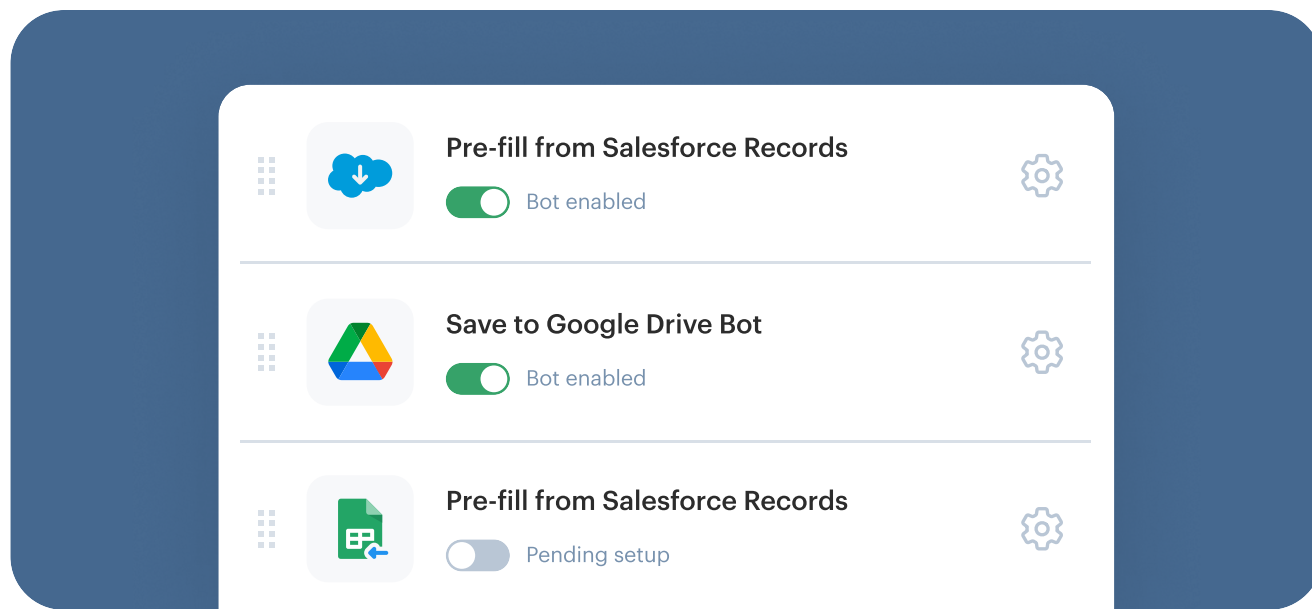 Pre-fill from Salesforce Records
Bot enabled
Save to Google Drive Bot
Bot enabled
Pre-fill from Salesforce Records
Pending setup